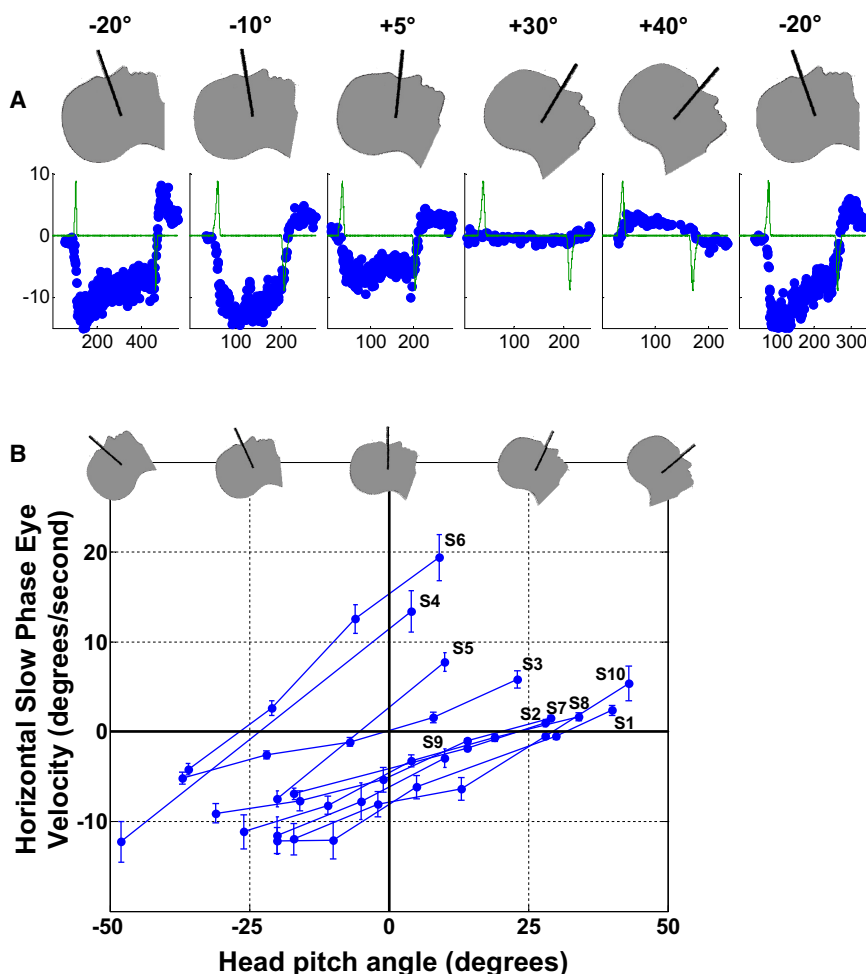 -20° -10° +5° +30° +40° -20°
A
10
0
-10
200 400 100 200 100 200 0 100 200 0 100 200 100 200 300
B
Horizontal Slow Phase Eye
Velocity (degrees/second)
20
10
0
-10
S6
S4
S5
S3
S10
S2 S7 S8
S1
S9
-50 -25 0 25 50
Head pitch angle (degrees)